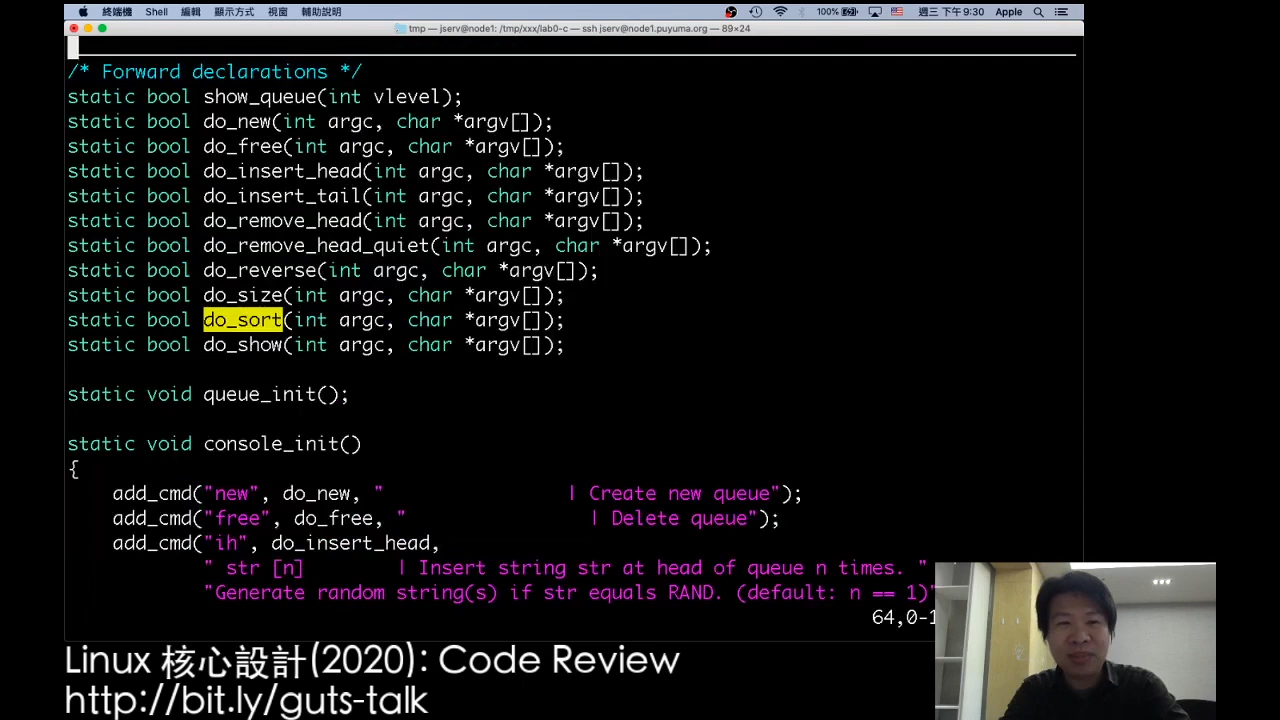 終端機 Shell 編輯 顯示方式 視窗 輔助說明 100% 週三 下午9:30 Apple
tmp — jserv@node1: /tmp/xxx/lab0-c — ssh jserv@node1.puyuma.org — 89×24
/* Forward declarations */
static bool show_queue(int vlevel);
static bool do_new(int argc, char *argv[]);
static bool do_free(int argc, char *argv[]);
static bool do_insert_head(int argc, char *argv[]);
static bool do_insert_tail(int argc, char *argv[]);
static bool do_remove_head(int argc, char *argv[]);
static bool do_remove_head_quiet(int argc, char *argv[]);
static bool do_reverse(int argc, char *argv[]);
static bool do_size(int argc, char *argv[]);
static bool do_sort(int argc, char *argv[]);
static bool do_show(int argc, char *argv[]);
static void queue_init();
static void console_init()
{
add_cmd("new", do_new, " | Create new queue");
add_cmd("free", do_free, " | Delete queue");
add_cmd("ih", do_insert_head,
" str [n] | Insert string str at head of queue n times. "
"Generate random string(s) if str equals RAND. (default: n == 1)"
64,0-1
Linux 核心設計(2020): Code Review
http://bit.ly/guts-talk